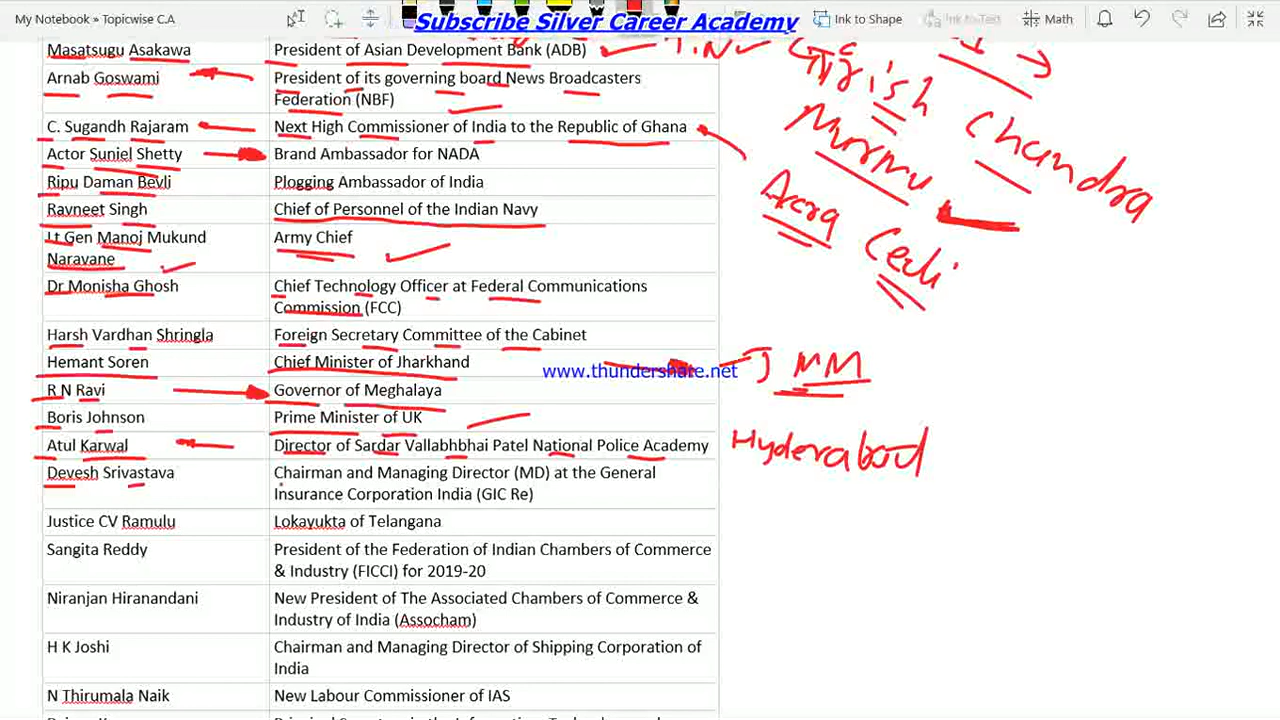 My Notebook » Topicwise C.A
Subscribe Silver Career Academy
Ink to Shape
Ink to Text
Math
Masatsugu Asakawa
President of Asian Development Bank (ADB)
Arnab Goswami
President of its governing board News Broadcasters
Federation (NBF)
C. Sugandh Rajaram
Next High Commissioner of India to the Republic of Ghana
Actor Suniel Shetty
Brand Ambassador for NADA
Ripu Daman Bevli
Plogging Ambassador of India
Ravneet Singh
Chief of Personnel of the Indian Navy
Lt Gen Manoj Mukund
Naravane
Army Chief
Dr Monisha Ghosh
Chief Technology Officer at Federal Communications
Commission (FCC)
Harsh Vardhan Shringla
Foreign Secretary Committee of the Cabinet
Hemant Soren
Chief Minister of Jharkhand
R N Ravi
Governor of Meghalaya
Boris Johnson
Prime Minister of UK
Atul Karwal
Director of Sardar Vallabhbhai Patel National Police Academy
Devesh Srivastava
Chairman and Managing Director (MD) at the General
Insurance Corporation India (GIC Re)
Justice CV Ramulu
Lokayukta of Telangana
Sangita Reddy
President of the Federation of Indian Chambers of Commerce
& Industry (FICCI) for 2019-20
Niranjan Hiranandani
New President of The Associated Chambers of Commerce &
Industry of India (Assocham)
H K Joshi
Chairman and Managing Director of Shipping Corporation of
India
N Thirumala Naik
New Labour Commissioner of IAS
Girish Chandra
Murmu
Accra Cedi
www.thundershare.net
JMM
Hyderabad